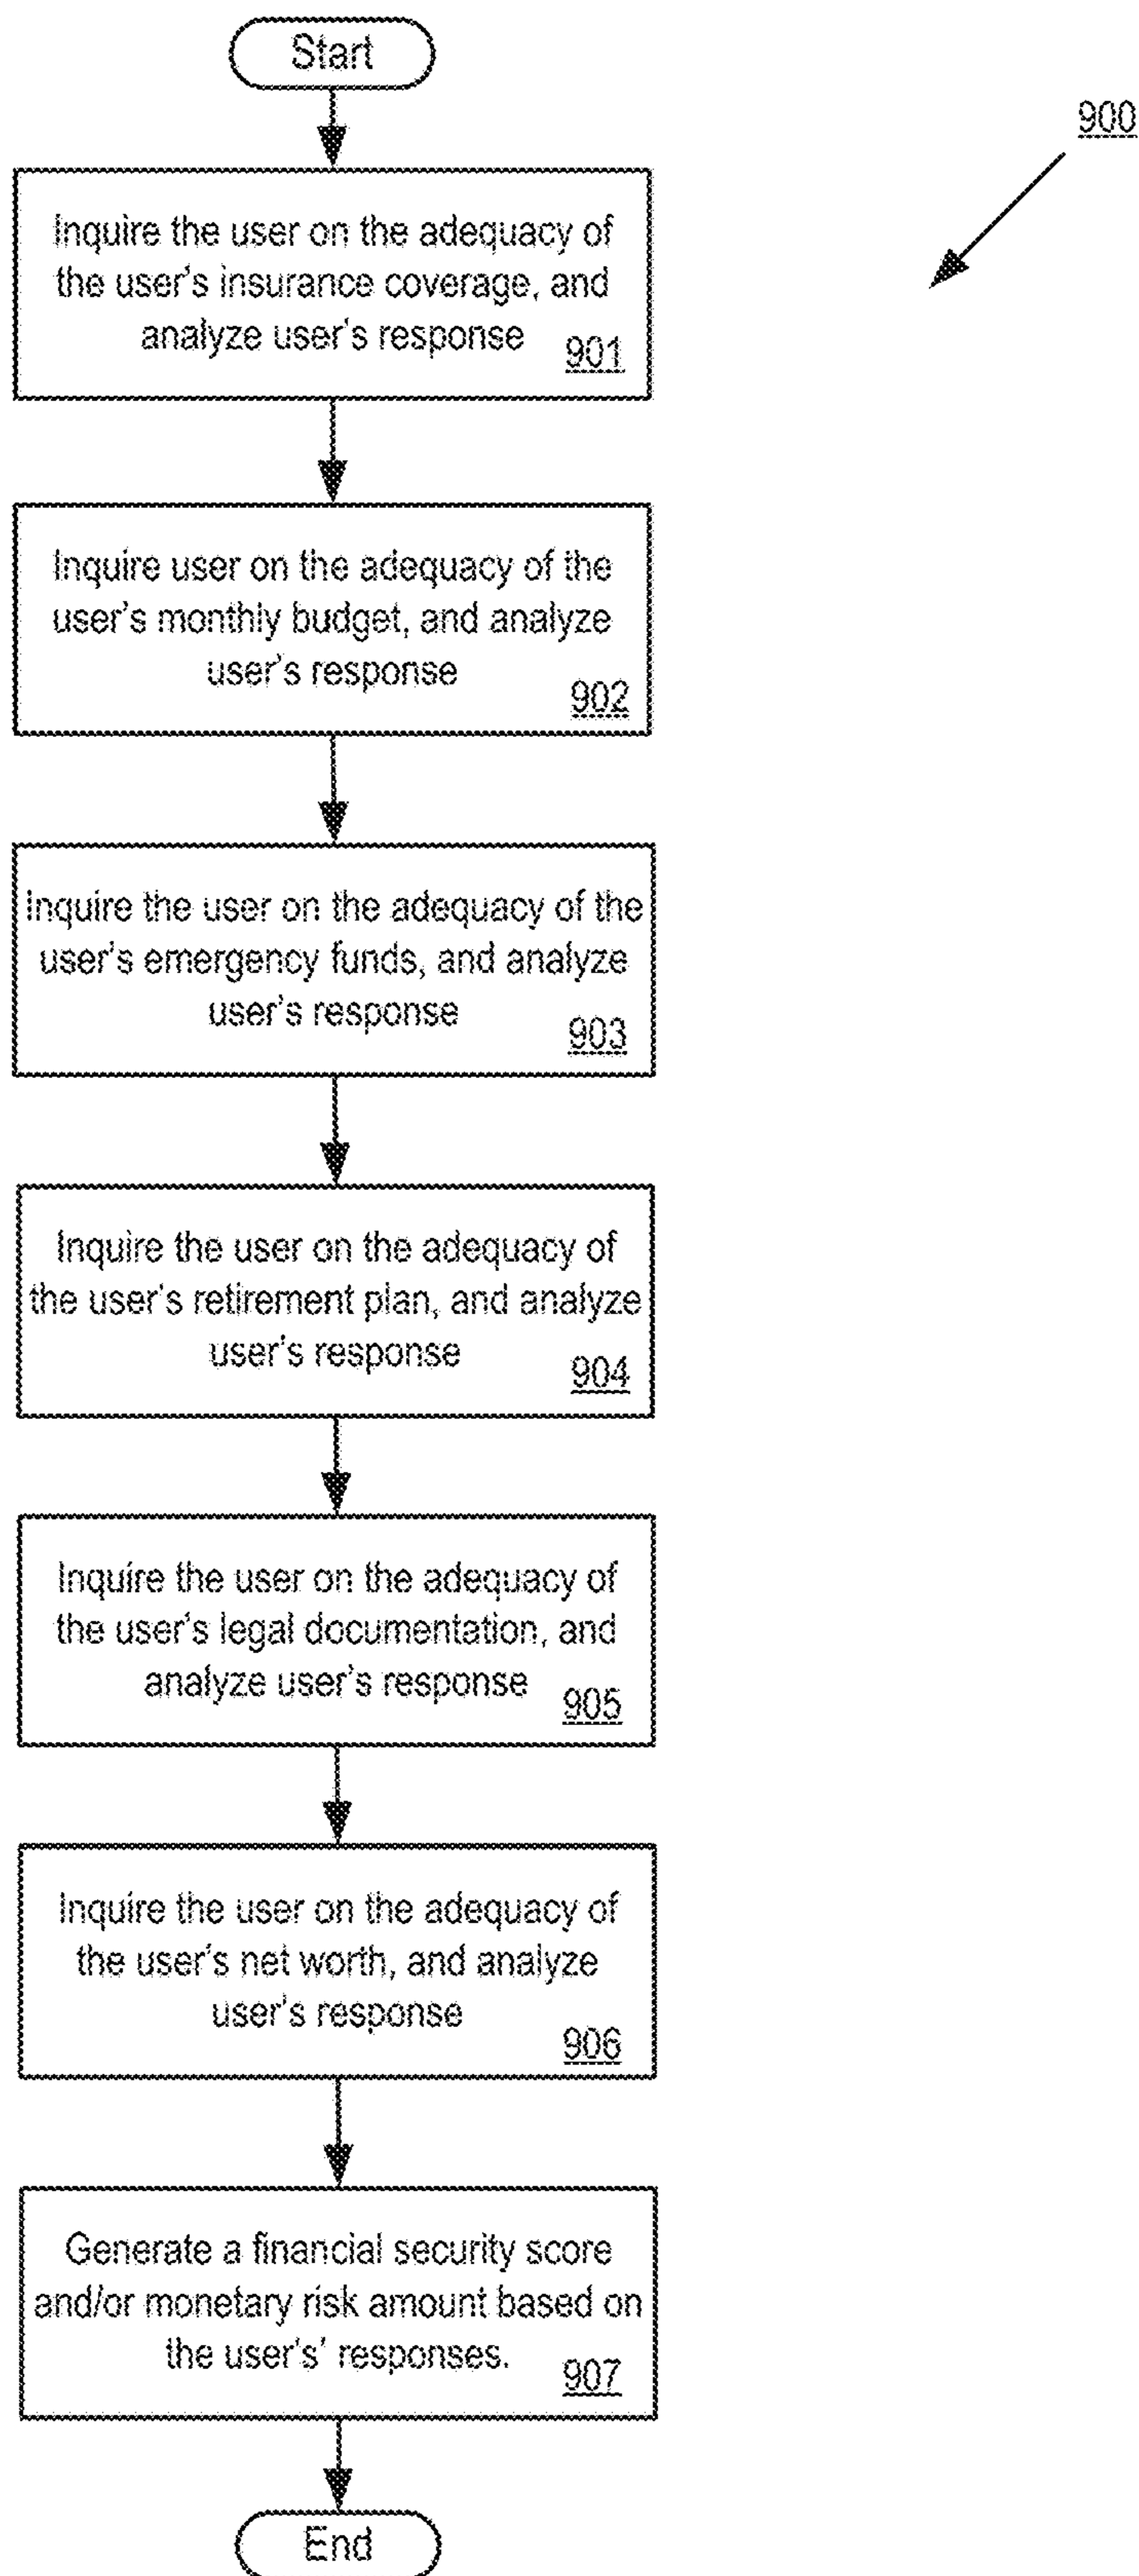 Start
900
Inquire the user on the adequacy of
the user's insurance coverage, and
analyze user's response
901
Inquire user on the adequacy of the
user's monthly budget, and analyze
user's response
902
Inquire the user on the adequacy of the
user's emergency funds, and analyze
user's response
903
Inquire the user on the adequacy of
the user's retirement plan, and analyze
user's response
904
Inquire the user on the adequacy of
the user's legal documentation, and
analyze user's response
905
Inquire the user on the adequacy of
the user's net worth, and analyze
user's response
906
Generate a financial security score
and/or monetary risk amount based on
the user's' responses.
907
End